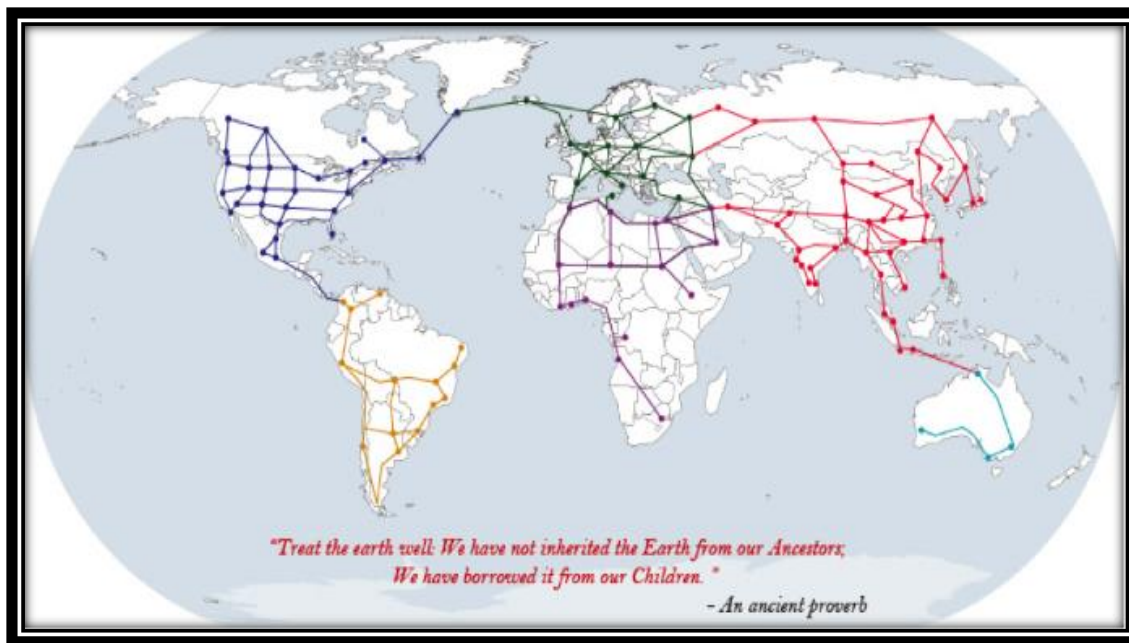 "Treat the earth well: We have not inherited the Earth from our Ancestors;
We have borrowed it from our Children. "
- An ancient proverb